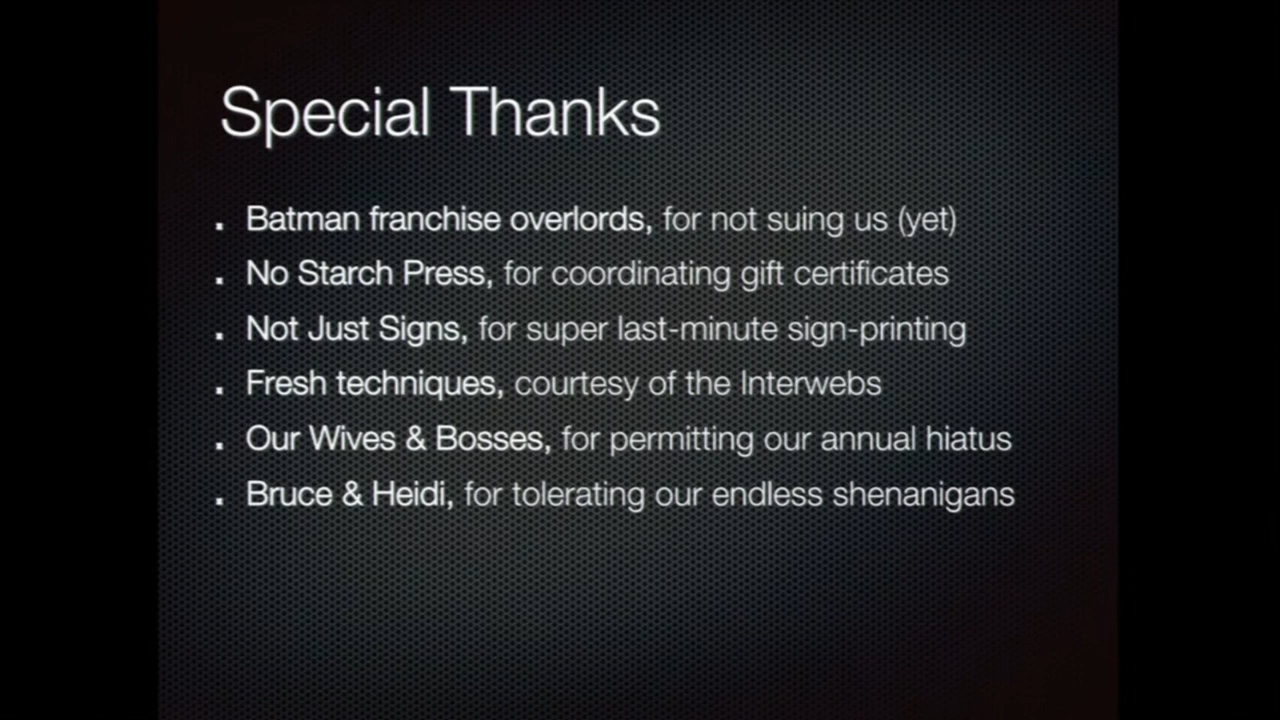 Special Thanks
. Batman franchise overlords, for not suing us (yet)
. No Starch Press, for coordinating gift certificates
. Not Just Signs, for super last-minute sign-printing
. Fresh techniques, courtesy of the Interwebs
. Our Wives & Bosses, for permitting our annual hiatus
. Bruce & Heidi, for tolerating our endless shenanigans